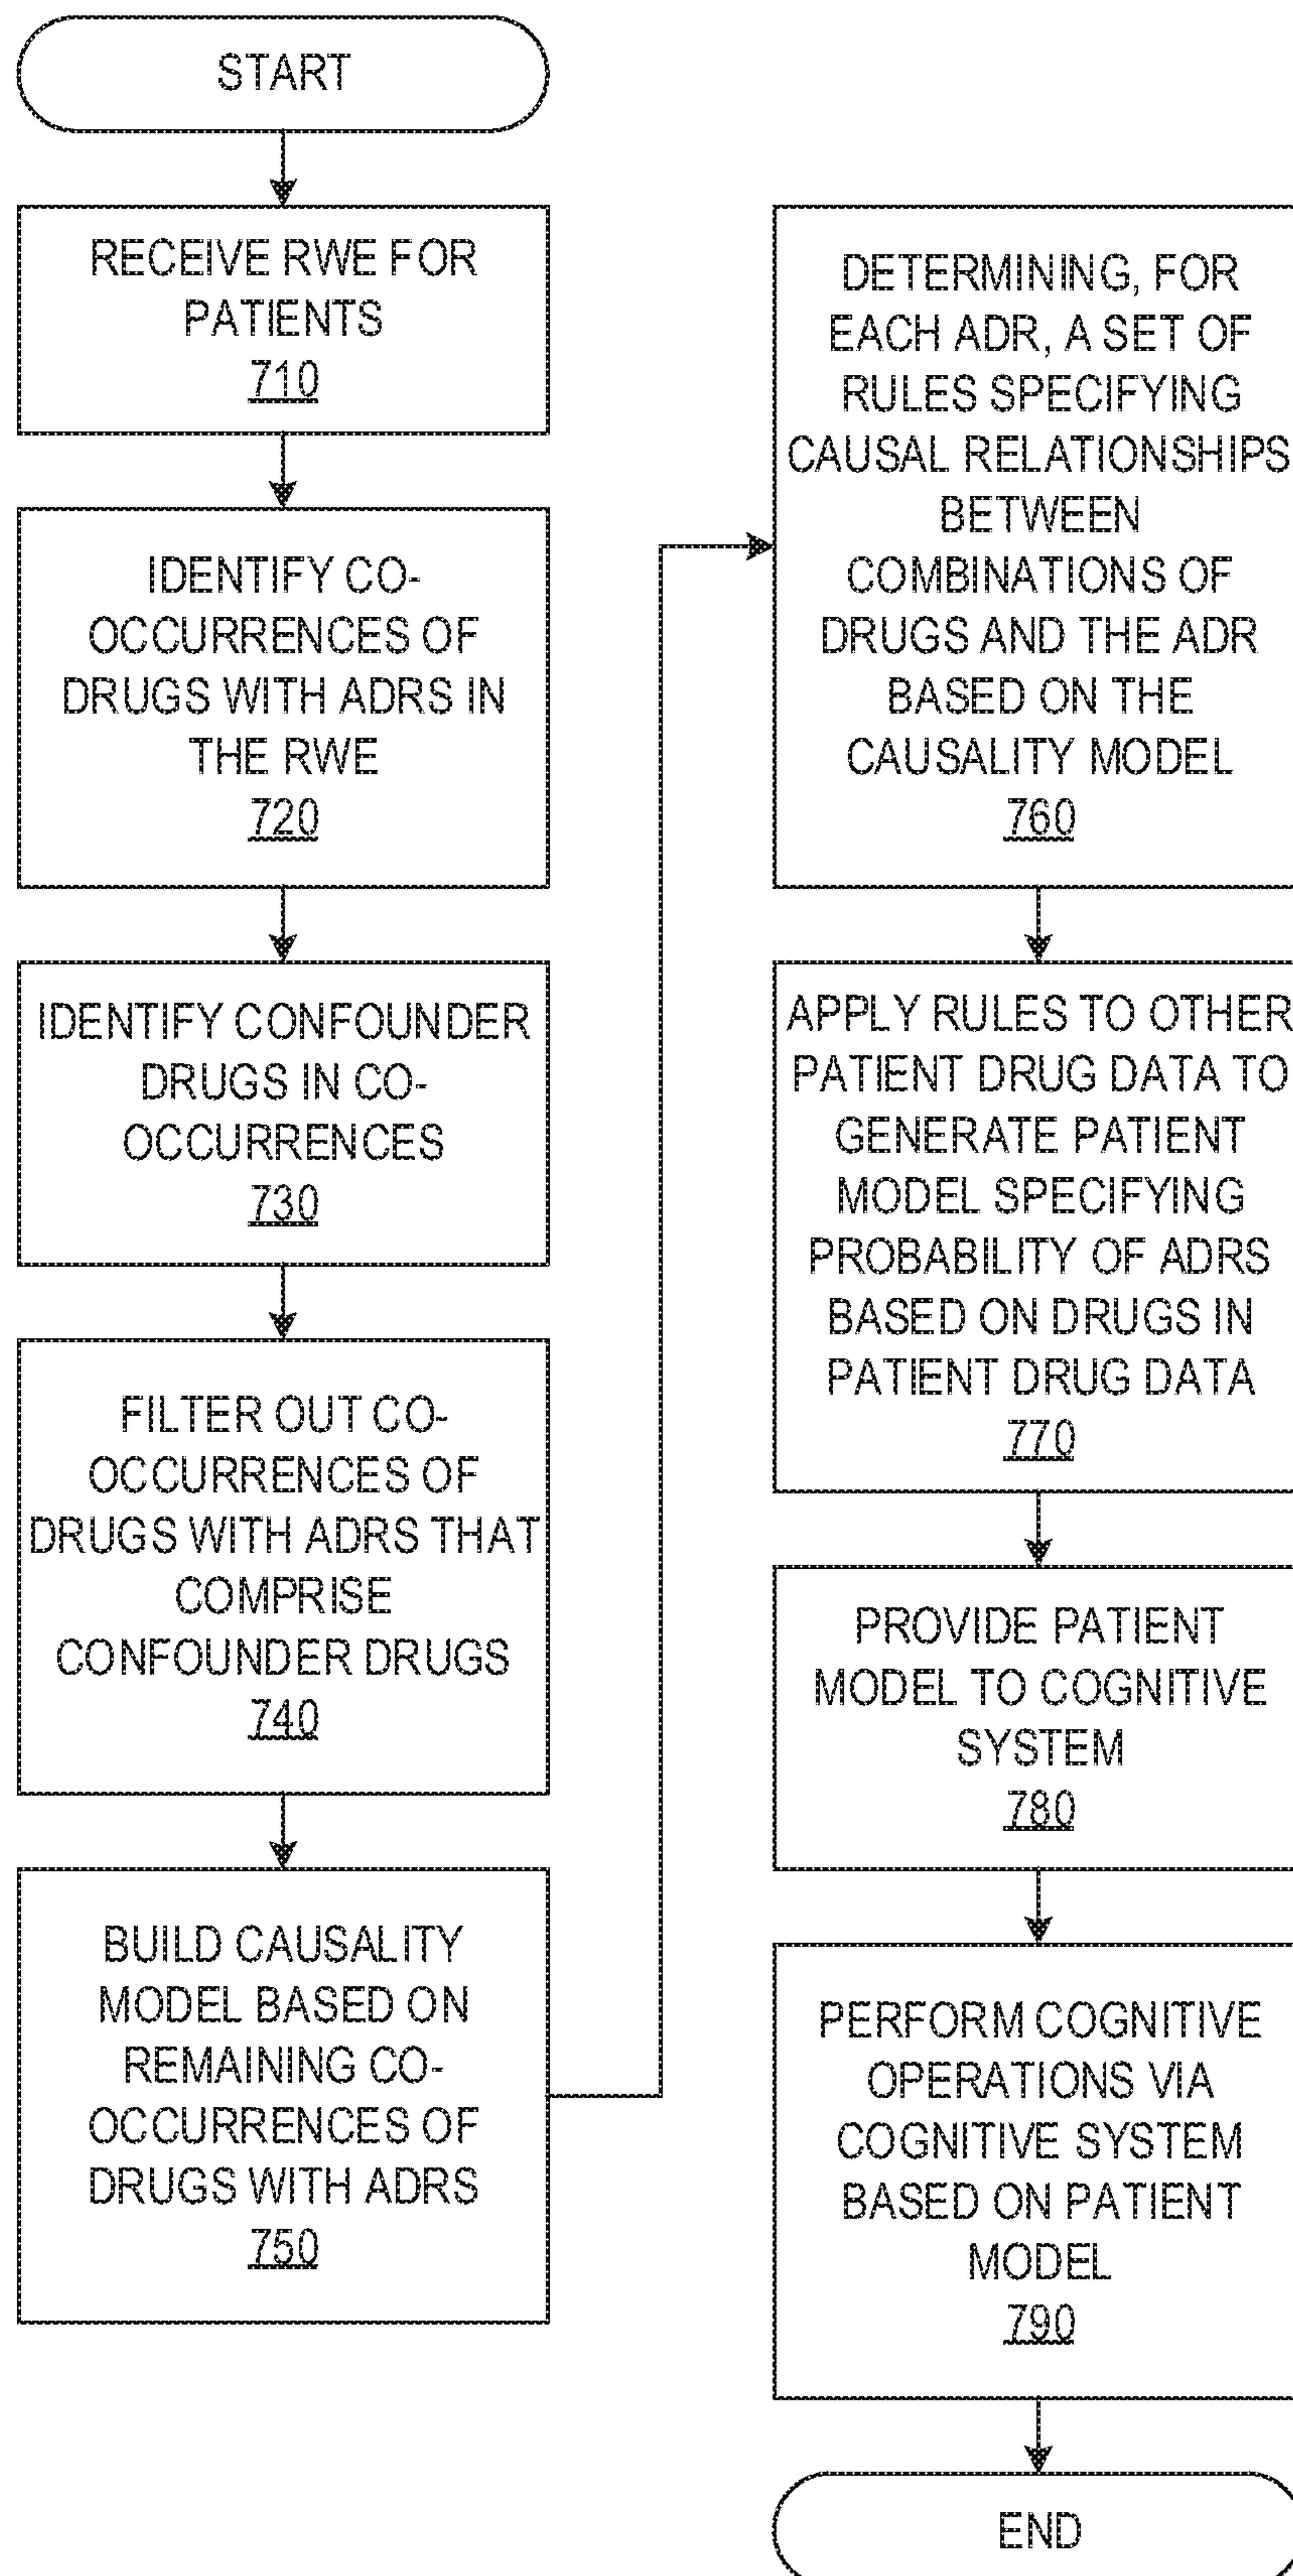 START
RECEIVE RWE FOR
PATIENTS
710
IDENTIFY CO-
OCCURRENCES OF
DRUGS WITH ADRS IN
THE RWE
720
IDENTIFY CONFOUNDER
DRUGS IN CO-
OCCURRENCES
730
FILTER OUT CO-
OCCURRENCES OF
DRUGS WITH ADRS THAT
COMPRISE
CONFOUNDER DRUGS
740
BUILD CAUSALITY
MODEL BASED ON
REMAINING CO-
OCCURRENCES OF
DRUGS WITH ADRS
750
DETERMINING, FOR
EACH ADR, A SET OF
RULES SPECIFYING
CAUSAL RELATIONSHIPS
BETWEEN
COMBINATIONS OF
DRUGS AND THE ADR
BASED ON THE
CAUSALITY MODEL
760
APPLY RULES TO OTHER
PATIENT DRUG DATA TO
GENERATE PATIENT
MODEL SPECIFYING
PROBABILITY OF ADRS
BASED ON DRUGS IN
PATIENT DRUG DATA
770
PROVIDE PATIENT
MODEL TO COGNITIVE
SYSTEM
780
PERFORM COGNITIVE
OPERATIONS VIA
COGNITIVE SYSTEM
BASED ON PATIENT
MODEL
790
END